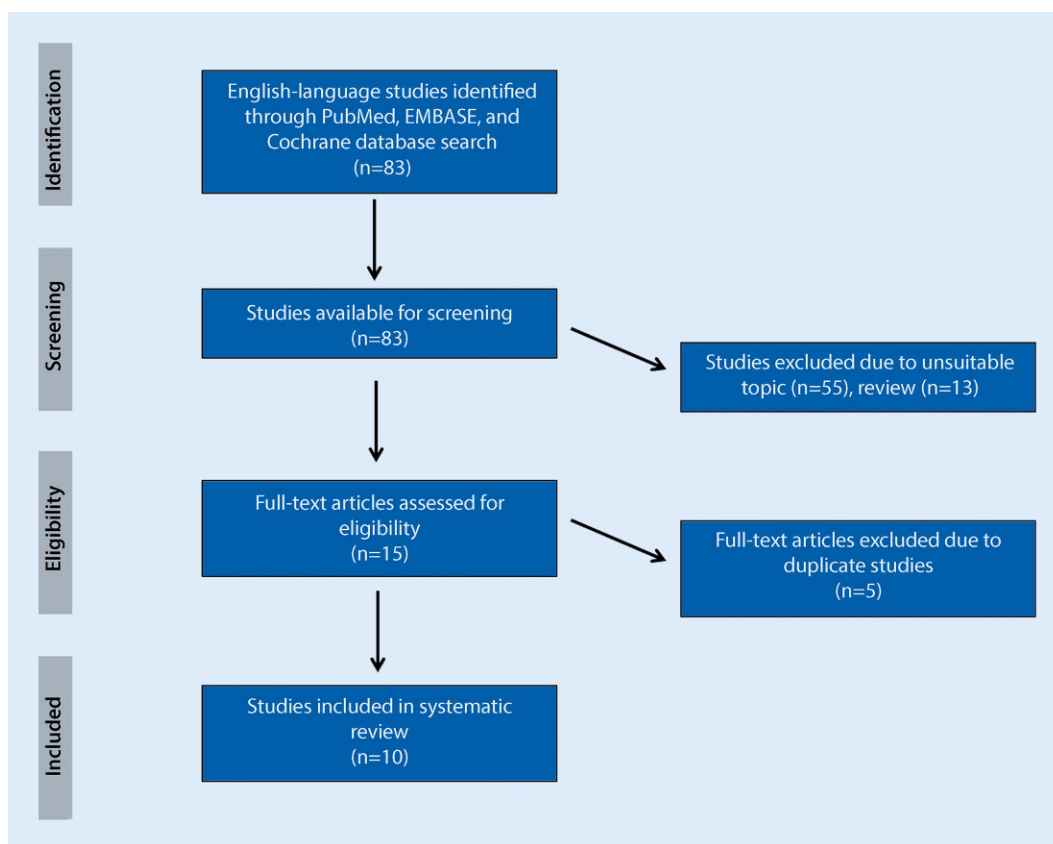 Identification
English-language studies identified
through PubMed, EMBASE, and
Cochrane database search
(n=83)
Screening
Studies available for screening
(n=83)
Studies excluded due to unsuitable
topic (n=55), review (n=13)
Eligibility
Full-text articles assessed for
eligibility
(n=15)
Full-text articles excluded due to
duplicate studies
(n=5)
Included
Studies included in systematic
review
(n=10)